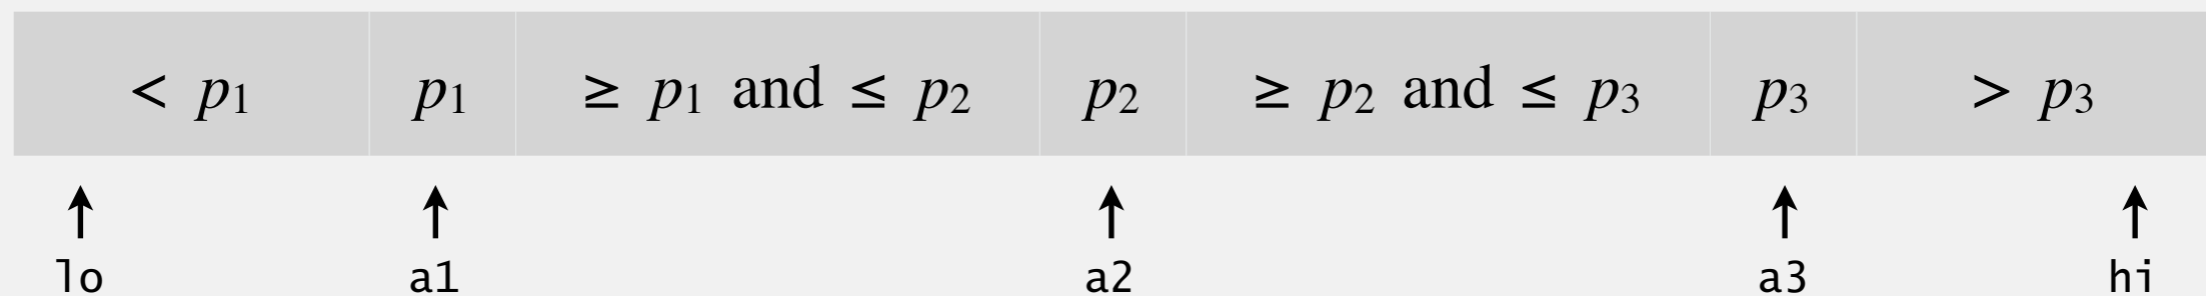 < p₁ p₁ ≥ p₁ and ≤ p₂ p₂ ≥ p₂ and ≤ p₃ p₃ > p₃
lo a1 a2 a3 hi